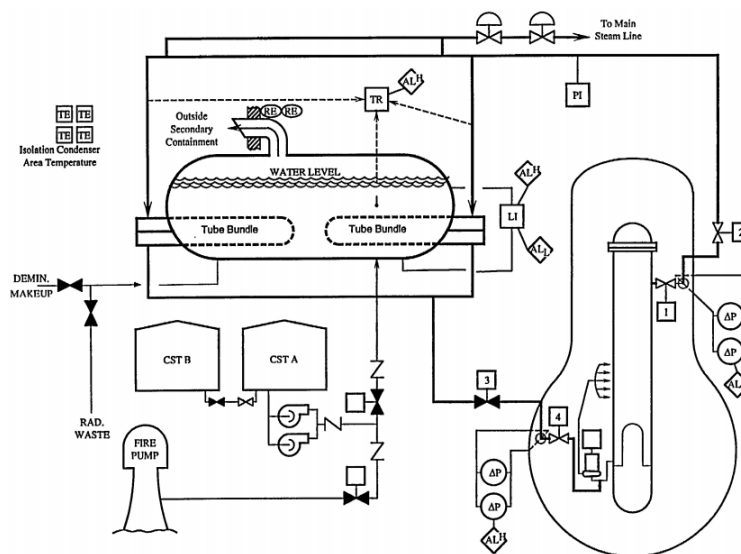 To Main
Steam Line
AL H
TR
PI
TE TE
TE TE
RE RE
Outside
Secondary
Containment
Isolation Condenser
Area Temperature
WATER LEVEL
AL H
LI
AL L
Tube Bundle
Tube Bundle
2
DEMIN.
MAKEUP
1
ΔP
ΔP
CST B
CST A
3
4
RAD.
WASTE
FIRE
PUMP
ΔP
ΔP
AL H